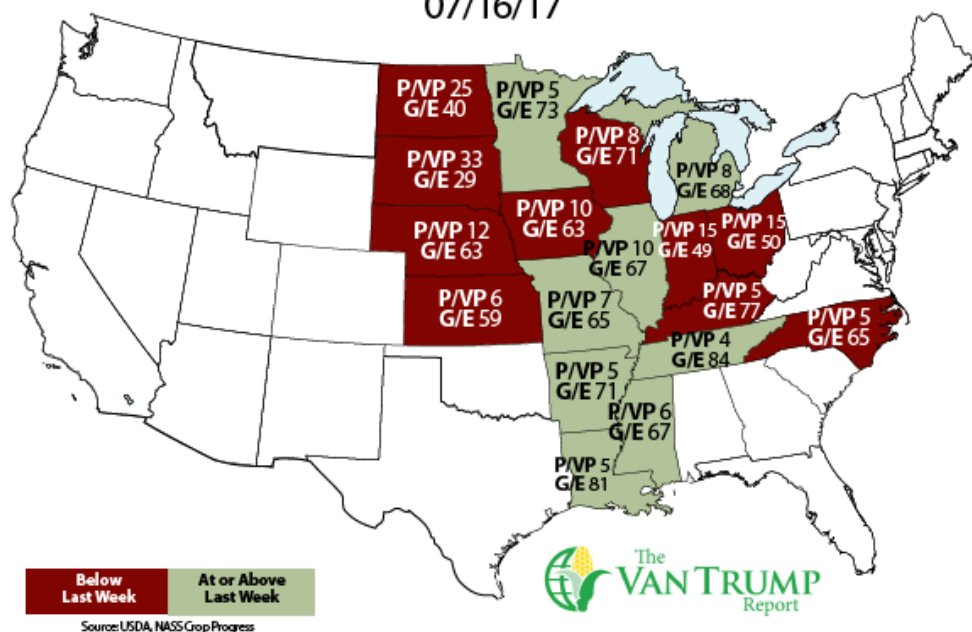 07/16/17
P/VP 25
G/E 40
P/VP 5
G/E 73
P/VP 8
G/E 71
P/VP 8
G/E 68
P/VP 33
G/E 29
P/VP 12
G/E 63
P/VP 10
G/E 63
P/VP 10
G/E 67
P/VP 15
G/E 49
P/VP 15
G/E 50
P/VP 6
G/E 59
P/VP 7
G/E 65
P/VP 5
G/E 77
P/VP 5
G/E 65
P/VP 4
G/E 84
P/VP 5
G/E 71
P/VP 6
G/E 67
P/VP 5
G/E 81
Below
Last Week
At or Above
Last Week
Source: USDA, NASS Crop Progress
The
VAN TRUMP
Report